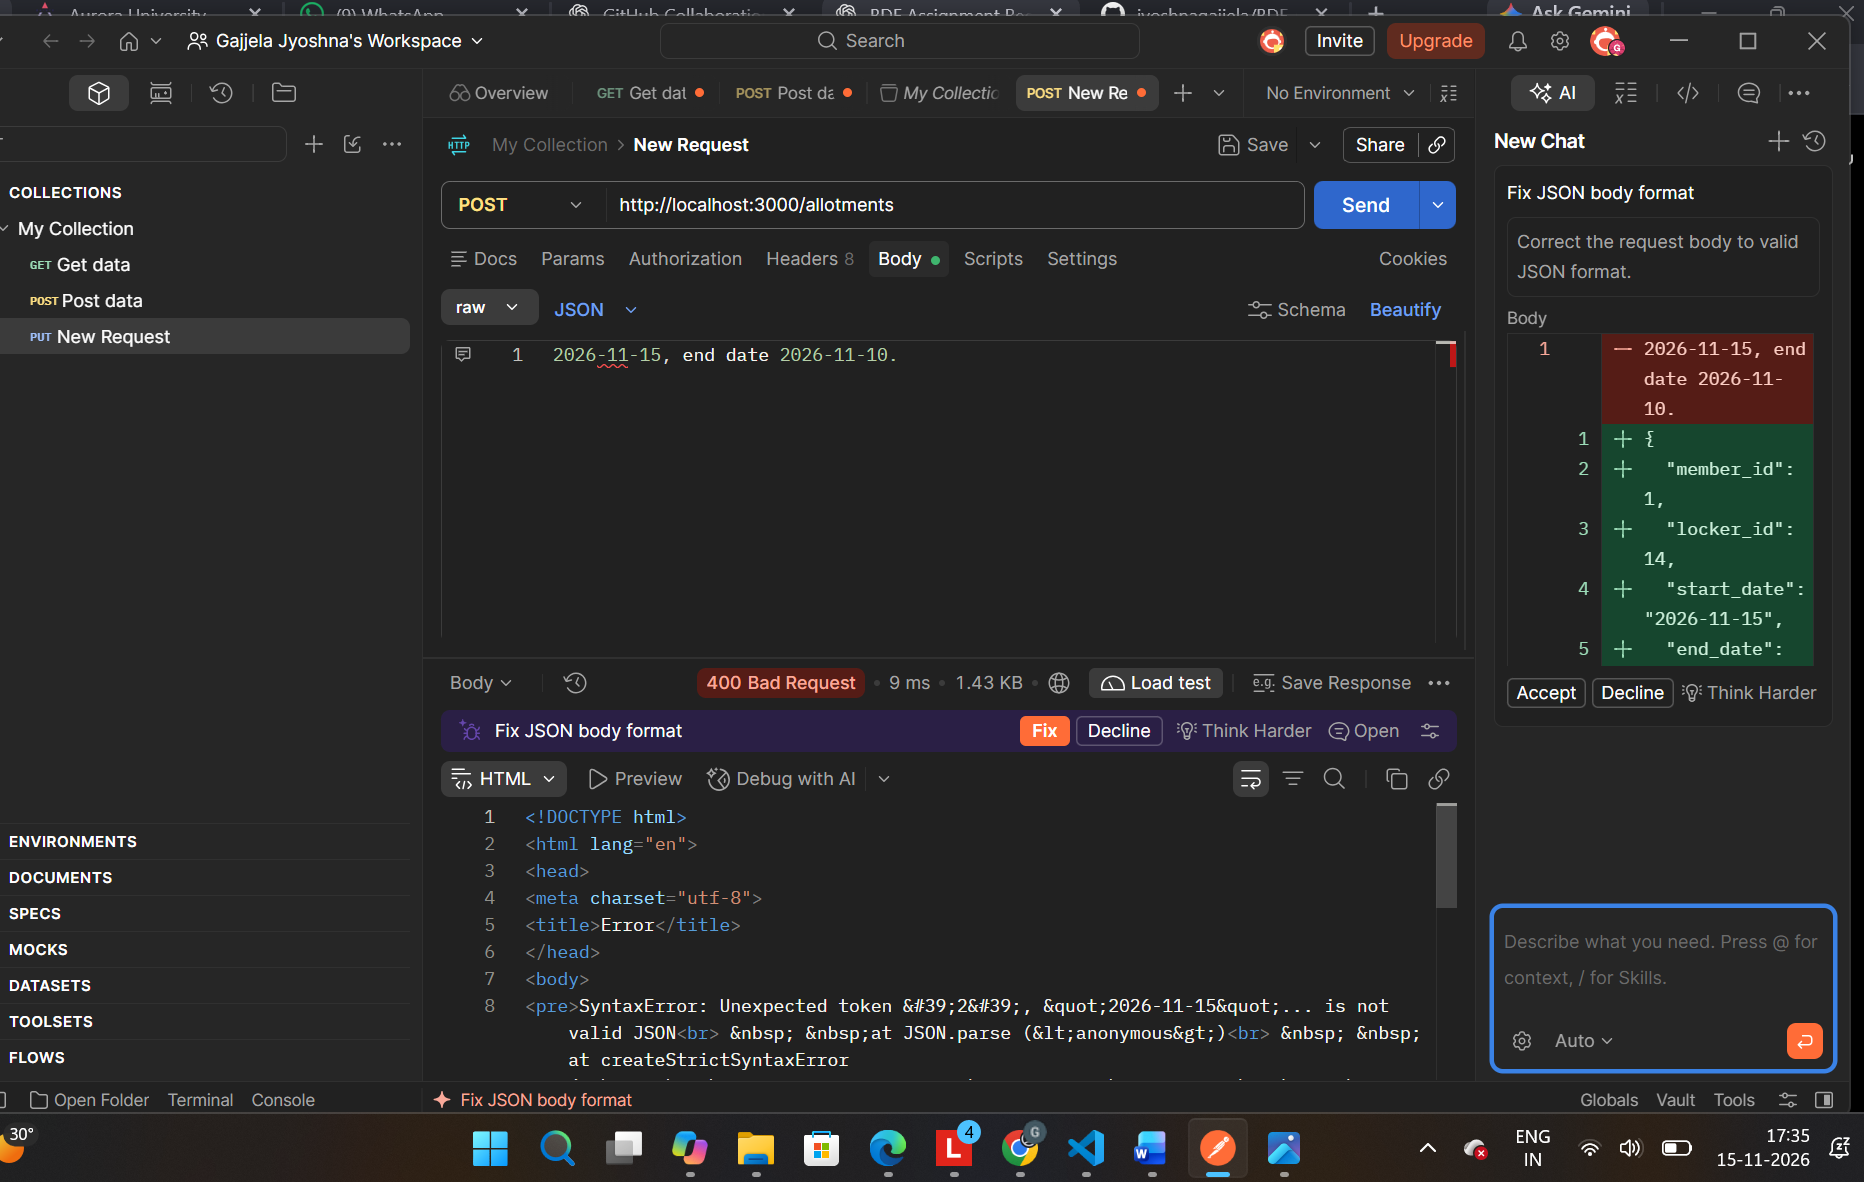 Aurora University
(9) WhatsApp
GitHub Collaboratio
Ask Gemini
Gajjela Jyoshna's Workspace
Search
Invite
Upgrade
G
Overview
GET Get dat
POST Post da
My Collectio
POST New Re
No Environment
AI
My Collection > New Request
Save
Share
New Chat
COLLECTIONS
My Collection
GET Get data
POST Post data
PUT New Request
POST
http://localhost:3000/allotments
Send
Docs
Params
Authorization
Headers 8
Body
Scripts
Settings
Cookies
raw
JSON
Schema
Beautify
1 2026-11-15, end date 2026-11-10.
Fix JSON body format
Correct the request body to valid
JSON format.
Body
1 — 2026-11-15, end
date 2026-11-
10.
1 + {
2 + "member_id":
1,
3 + "locker_id":
14,
4 + "start_date":
"2026-11-15",
5 + "end_date":
Accept
Decline
Think Harder
Body
400 Bad Request
9 ms
1.43 KB
Load test
e.g. Save Response
Fix JSON body format
Fix
Decline
Think Harder
Open
HTML
Preview
Debug with AI
1 <!DOCTYPE html>
2 <html lang="en">
3 <head>
4 <meta charset="utf-8">
5 <title>Error</title>
6 </head>
7 <body>
8 <pre>SyntaxError: Unexpected token &#39;2&#39;, &quot;2026-11-15&quot;... is not
valid JSON<br> &nbsp; &nbsp;at JSON.parse (&lt;anonymous&gt;)<br> &nbsp; &nbsp;
at createStrictSyntaxError
ENVIRONMENTS
DOCUMENTS
SPECS
MOCKS
DATASETS
TOOLSETS
FLOWS
Describe what you need. Press @ for
context, / for Skills.
Auto
Open Folder
Terminal
Console
Fix JSON body format
Globals
Vault
Tools
30°
4
G
ENG
IN
17:35
15-11-2026